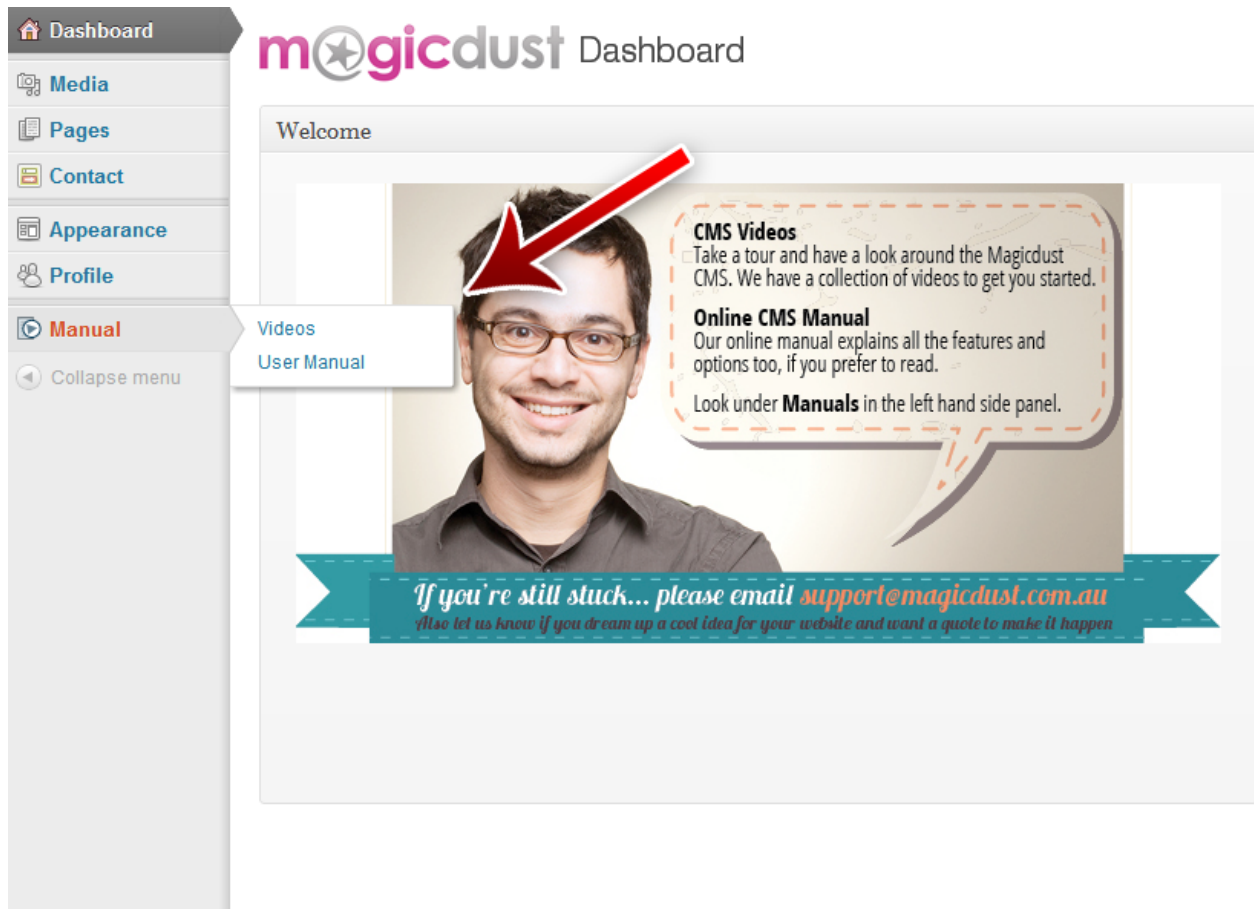 Dashboard
Media
Pages
Contact
Appearance
Profile
Manual
Collapse menu
Videos
User Manual
magicdust Dashboard
Welcome
CMS Videos
Take a tour and have a look around the Magicdust
CMS. We have a collection of videos to get you started.
Online CMS Manual
Our online manual explains all the features and
options too, if you prefer to read.
Look under Manuals in the left hand side panel.
If you're still stuck... please email support@magicdust.com.au
Also let us know if you dream up a cool idea for your website and want a quote to make it happen